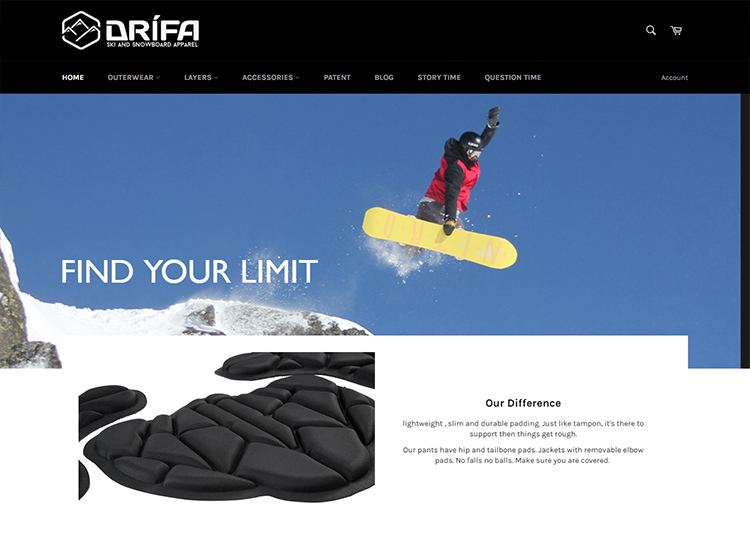 DRÍFA
SKI AND SNOWBOARD APPAREL
HOME OUTERWEAR LAYERS ACCESSORIES PATENT BLOG STORY TIME QUESTION TIME Account
FIND YOUR LIMIT
Our Difference
lightweight , slim and durable padding. Just like tampon, it's there to
support then things get rough.
Our pants have hip and tailbone pads. Jackets with removable elbow
pads. No falls no balls. Make sure you are covered.